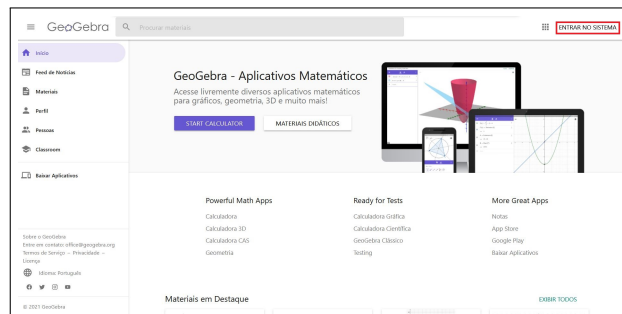 GeoGebra
Procurar materiais
ENTRAR NO SISTEMA
Início
Feed de Notícias
Materiais
Perfil
Pessoas
Classroom
Baixar Aplicativos
GeoGebra - Aplicativos Matemáticos
Acesse livremente diversos aplicativos matemáticos
para gráficos, geometria, 3D e muito mais!
START CALCULATOR
MATERIAIS DIDÁTICOS
Powerful Math Apps
Calculadora
Calculadora 3D
Calculadora CAS
Geometria
Ready for Tests
Calculadora Gráfica
Calculadora Científica
GeoGebra Clássico
Testing
More Great Apps
Notas
App Store
Google Play
Baixar Aplicativos
Sobre o GeoGebra
Entre em contato: office@geogebra.org
Termos de Serviço – Privacidade –
Licença
Idioma: Português
© 2021 GeoGebra
Materiais em Destaque
EXIBIR TODOS